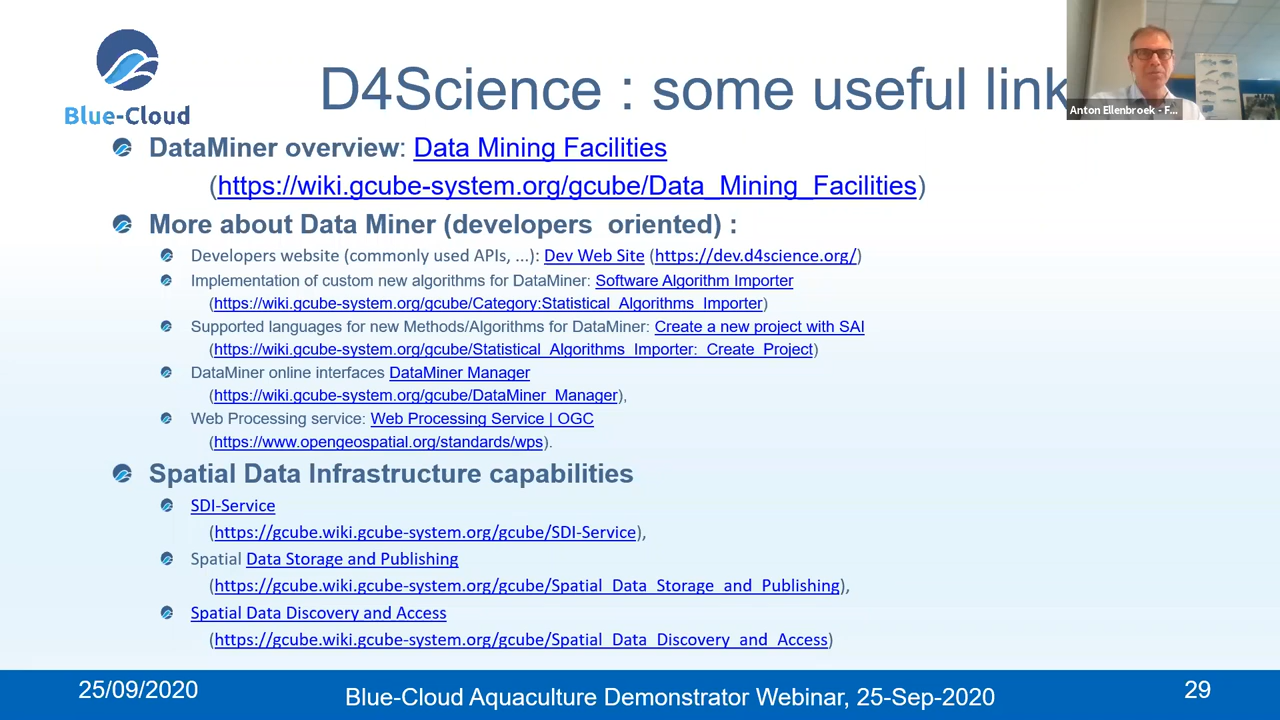 Blue-Cloud
D4Science : some useful link
Anton Ellenbroek - F...
DataMiner overview: Data Mining Facilities
(https://wiki.gcube-system.org/gcube/Data_Mining_Facilities)
More about Data Miner (developers oriented) :
Developers website (commonly used APIs, ...): Dev Web Site (https://dev.d4science.org/)
Implementation of custom new algorithms for DataMiner: Software Algorithm Importer
(https://wiki.gcube-system.org/gcube/Category:Statistical_Algorithms_Importer)
Supported languages for new Methods/Algorithms for DataMiner: Create a new project with SAI
(https://wiki.gcube-system.org/gcube/Statistical_Algorithms_Importer:_Create_Project)
DataMiner online interfaces DataMiner Manager
(https://wiki.gcube-system.org/gcube/DataMiner_Manager),
Web Processing service: Web Processing Service | OGC
(https://www.opengeospatial.org/standards/wps).
Spatial Data Infrastructure capabilities
SDI-Service
(https://gcube.wiki.gcube-system.org/gcube/SDI-Service),
Spatial Data Storage and Publishing
(https://gcube.wiki.gcube-system.org/gcube/Spatial_Data_Storage_and_Publishing),
Spatial Data Discovery and Access
(https://gcube.wiki.gcube-system.org/gcube/Spatial_Data_Discovery_and_Access)
25/09/2020
Blue-Cloud Aquaculture Demonstrator Webinar, 25-Sep-2020
29